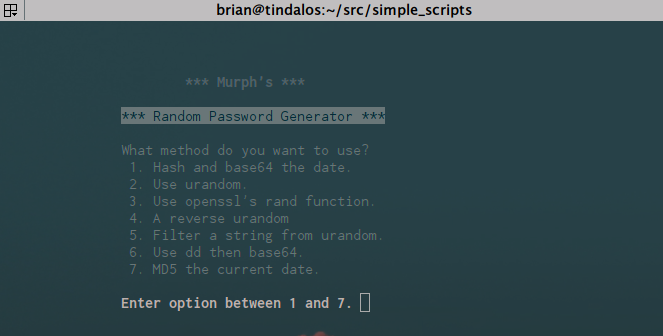 brian@tindalos:~/src/simple_scripts
*** Murph's ***
*** Random Password Generator ***
What method do you want to use?
1. Hash and base64 the date.
2. Use urandom.
3. Use openssl's rand function.
4. A reverse urandom
5. Filter a string from urandom.
6. Use dd then base64.
7. MD5 the current date.
Enter option between 1 and 7.